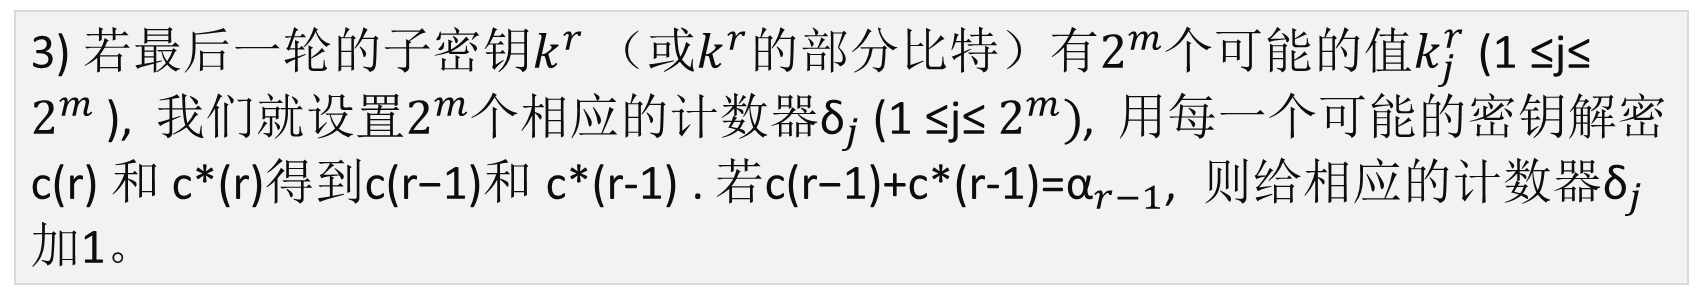 3) 若最后一轮的子密钥kʳ （或kʳ的部分比特）有2ᵐ个可能的值k_j^r (1 ≤j≤
2ᵐ ), 我们就设置2ᵐ个相应的计数器δ_j (1 ≤j≤ 2ᵐ), 用每一个可能的密钥解密
c(r) 和 c*(r)得到c(r−1)和 c*(r-1) . 若c(r−1)+c*(r-1)=α_{r−1}, 则给相应的计数器δ_j
加1。